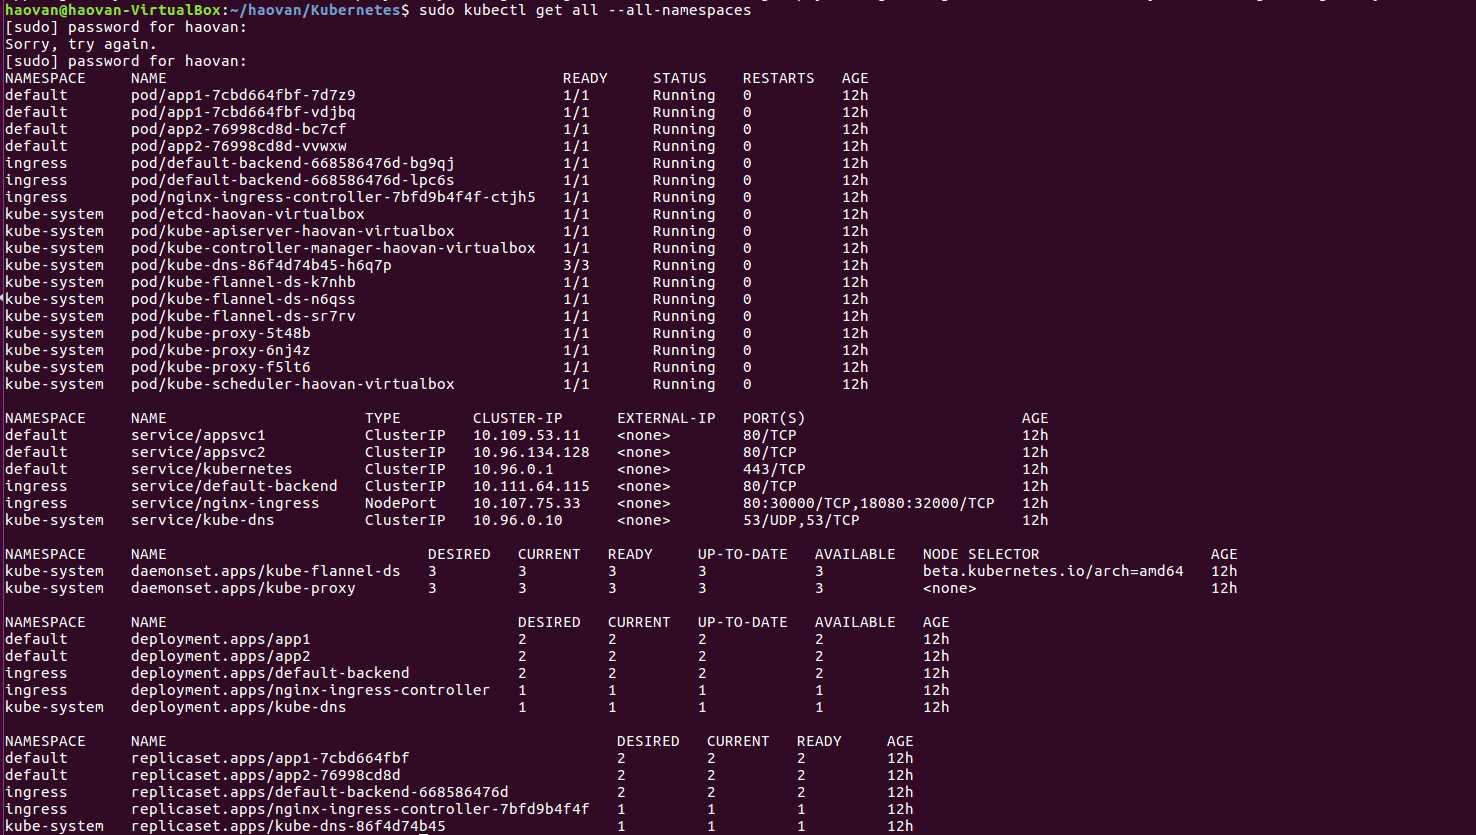 haovan@haovan-VirtualBox:~/haovan/Kubernetes$ sudo kubectl get all --all-namespaces
[sudo] password for haovan:
Sorry, try again.
[sudo] password for haovan:
NAMESPACE     NAME                                            READY     STATUS    RESTARTS   AGE
default       pod/app1-7cbd664fbf-7d7z9                       1/1       Running   0          12h
default       pod/app1-7cbd664fbf-vdjbq                       1/1       Running   0          12h
default       pod/app2-76998cd8d-bc7cf                        1/1       Running   0          12h
default       pod/app2-76998cd8d-vvwxw                        1/1       Running   0          12h
ingress       pod/default-backend-668586476d-bg9qj            1/1       Running   0          12h
ingress       pod/default-backend-668586476d-lpc6s            1/1       Running   0          12h
ingress       pod/nginx-ingress-controller-7bfd9b4f4f-ctjh5   1/1       Running   0          12h
kube-system   pod/etcd-haovan-virtualbox                      1/1       Running   0          12h
kube-system   pod/kube-apiserver-haovan-virtualbox            1/1       Running   0          12h
kube-system   pod/kube-controller-manager-haovan-virtualbox   1/1       Running   0          12h
kube-system   pod/kube-dns-86f4d74b45-h6q7p                   3/3       Running   0          12h
kube-system   pod/kube-flannel-ds-k7nhb                       1/1       Running   0          12h
kube-system   pod/kube-flannel-ds-n6qss                       1/1       Running   0          12h
kube-system   pod/kube-flannel-ds-sr7rv                       1/1       Running   0          12h
kube-system   pod/kube-proxy-5t48b                            1/1       Running   0          12h
kube-system   pod/kube-proxy-6nj4z                            1/1       Running   0          12h
kube-system   pod/kube-proxy-f5lt6                            1/1       Running   0          12h
kube-system   pod/kube-scheduler-haovan-virtualbox            1/1       Running   0          12h
NAMESPACE     NAME                      TYPE        CLUSTER-IP      EXTERNAL-IP   PORT(S)                        AGE
default       service/appsvc1           ClusterIP   10.109.53.11    <none>        80/TCP                         12h
default       service/appsvc2           ClusterIP   10.96.134.128   <none>        80/TCP                         12h
default       service/kubernetes        ClusterIP   10.96.0.1       <none>        443/TCP                        12h
ingress       service/default-backend   ClusterIP   10.111.64.115   <none>        80/TCP                         12h
ingress       service/nginx-ingress     NodePort    10.107.75.33    <none>        80:30000/TCP,18080:32000/TCP   12h
kube-system   service/kube-dns          ClusterIP   10.96.0.10      <none>        53/UDP,53/TCP                  12h
NAMESPACE     NAME                             DESIRED   CURRENT   READY     UP-TO-DATE   AVAILABLE   NODE SELECTOR                   AGE
kube-system   daemonset.apps/kube-flannel-ds   3         3         3         3            3           beta.kubernetes.io/arch=amd64   12h
kube-system   daemonset.apps/kube-proxy        3         3         3         3            3           <none>                          12h
NAMESPACE     NAME                                       DESIRED   CURRENT   UP-TO-DATE   AVAILABLE   AGE
default       deployment.apps/app1                       2         2         2            2           12h
default       deployment.apps/app2                       2         2         2            2           12h
ingress       deployment.apps/default-backend            2         2         2            2           12h
ingress       deployment.apps/nginx-ingress-controller   1         1         1            1           12h
kube-system   deployment.apps/kube-dns                   1         1         1            1           12h
NAMESPACE     NAME                                                  DESIRED   CURRENT   READY     AGE
default       replicaset.apps/app1-7cbd664fbf                       2         2         2         12h
default       replicaset.apps/app2-76998cd8d                        2         2         2         12h
ingress       replicaset.apps/default-backend-668586476d            2         2         2         12h
ingress       replicaset.apps/nginx-ingress-controller-7bfd9b4f4f   1         1         1         12h
kube-system   replicaset.apps/kube-dns-86f4d74b45                   1         1         1         12h